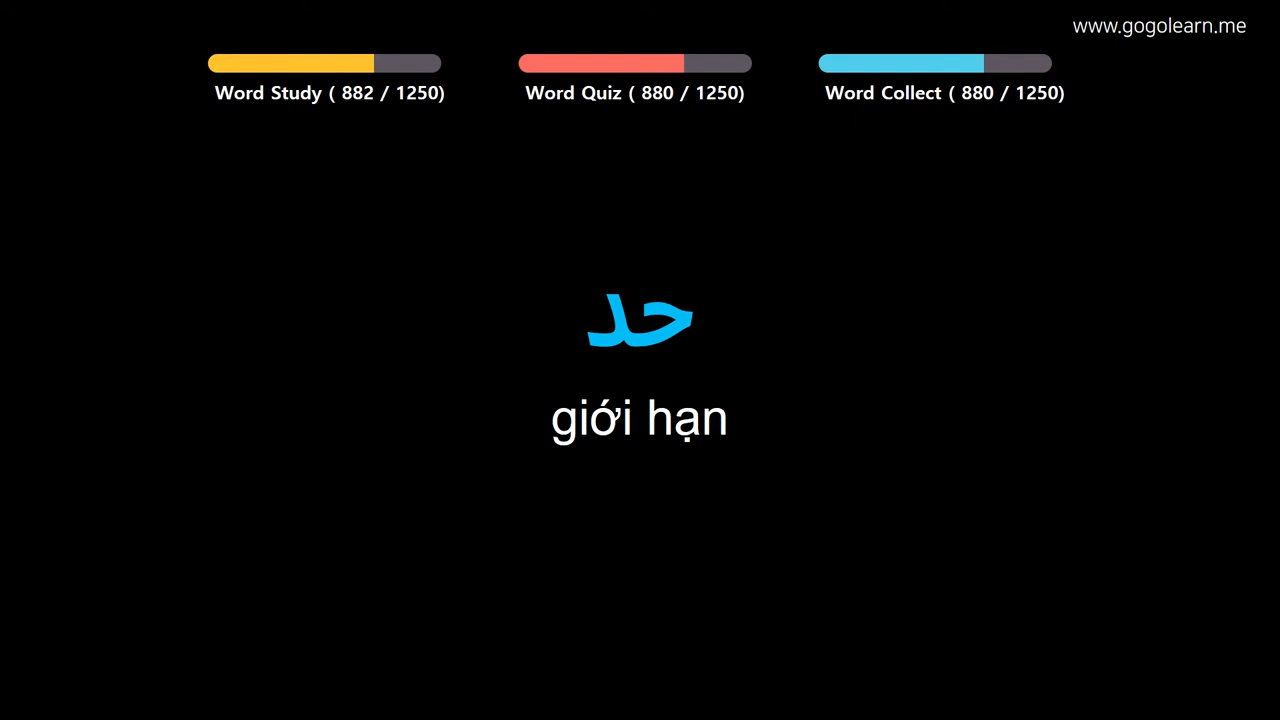 www.gogolearn.me
Word Study ( 882 / 1250)
Word Quiz ( 880 / 1250)
Word Collect ( 880 / 1250)
حد
giới hạn